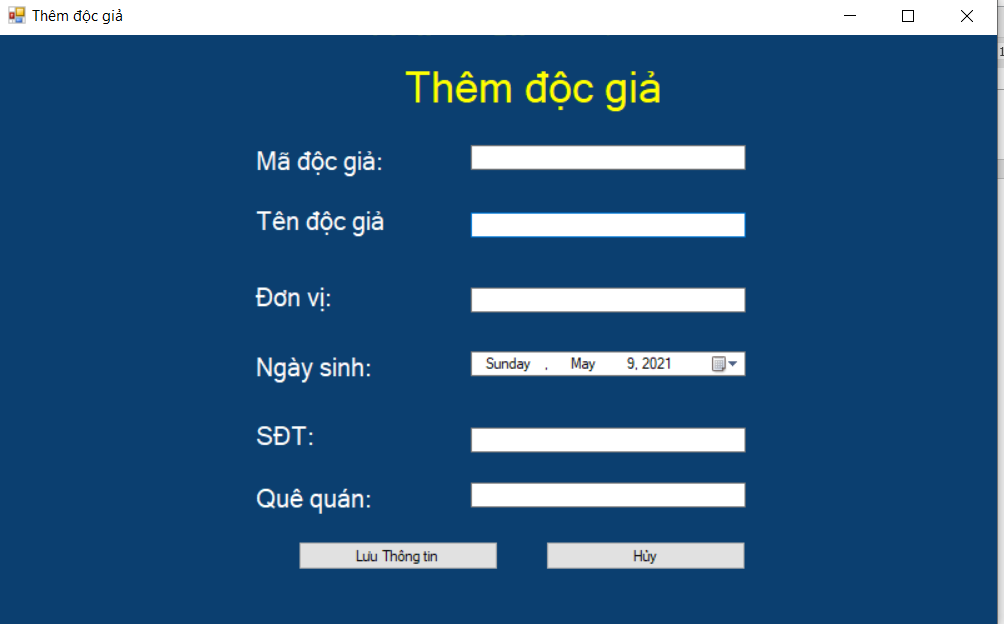 Thêm độc giả
1
Thêm độc giả
Mã độc giả:
Tên độc giả
Đơn vị:
Ngày sinh: Sunday , May 9, 2021
SĐT:
Quê quán:
Lưu Thông tin Hủy